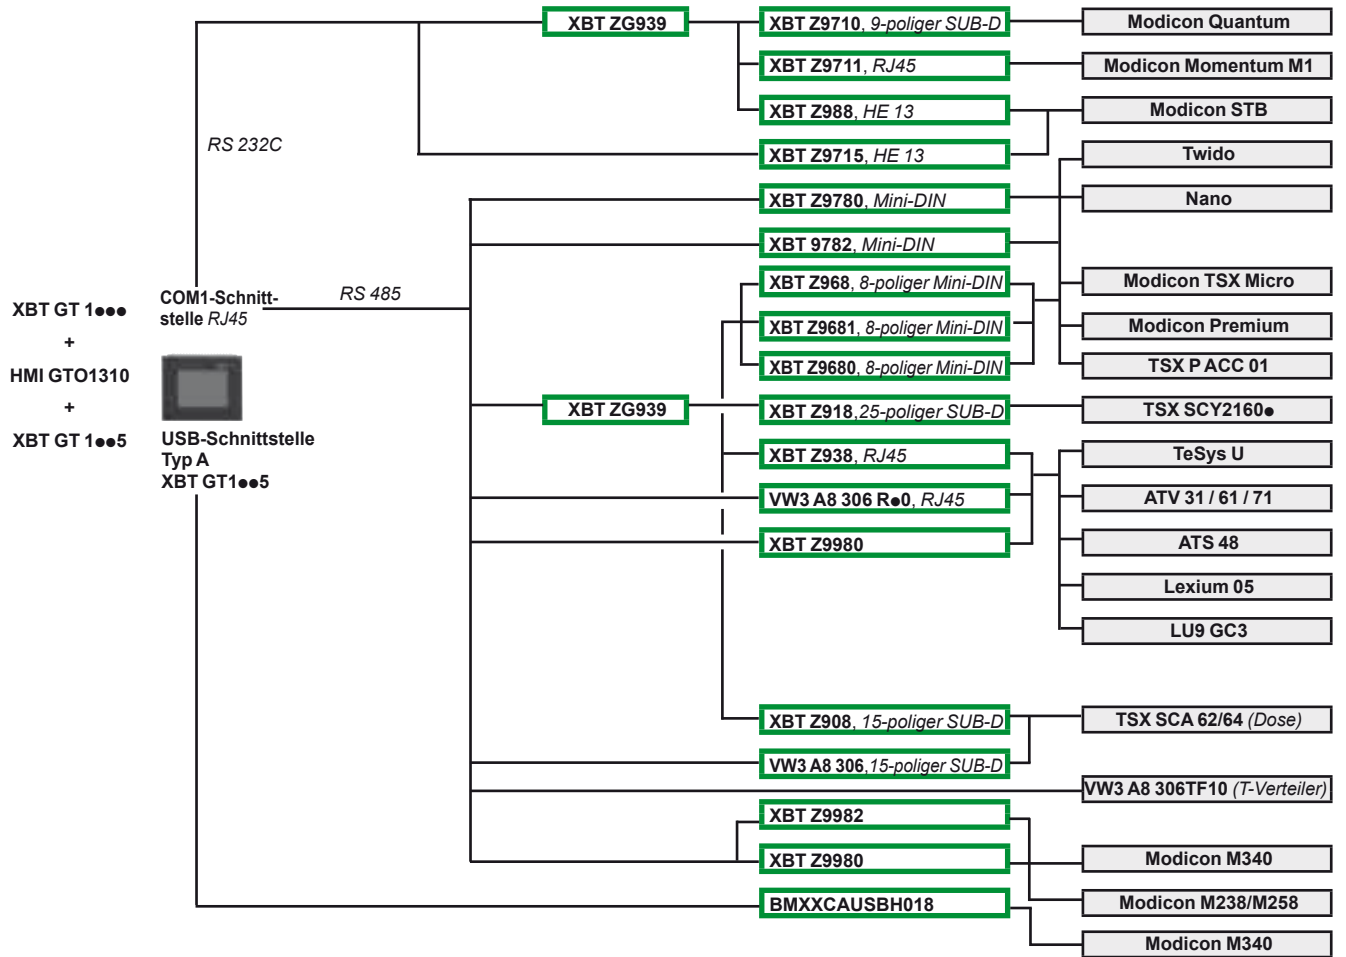 XBT ZG939
XBT Z9710, 9-poliger SUB-D
Modicon Quantum
XBT Z9711, RJ45
Modicon Momentum M1
XBT Z988, HE 13
Modicon STB
RS 232C
XBT Z9715, HE 13
Twido
XBT Z9780, Mini-DIN
Nano
XBT 9782, Mini-DIN
XBT Z968, 8-poliger Mini-DIN
Modicon TSX Micro
XBT GT 1●●●
+
HMI GTO1310
+
XBT GT 1●●5
COM1-Schnitt-
stelle RJ45
RS 485
XBT Z9681, 8-poliger Mini-DIN
Modicon Premium
XBT Z9680, 8-poliger Mini-DIN
TSX P ACC 01
XBT ZG939
XBT Z918,25-poliger SUB-D
TSX SCY2160●
USB-Schnittstelle
Typ A
XBT GT1●●5
XBT Z938, RJ45
TeSys U
VW3 A8 306 R●0, RJ45
ATV 31 / 61 / 71
XBT Z9980
ATS 48
Lexium 05
LU9 GC3
XBT Z908, 15-poliger SUB-D
TSX SCA 62/64 (Dose)
VW3 A8 306,15-poliger SUB-D
VW3 A8 306TF10 (T-Verteiler)
XBT Z9982
XBT Z9980
Modicon M340
BMXXCAUSBH018
Modicon M238/M258
Modicon M340